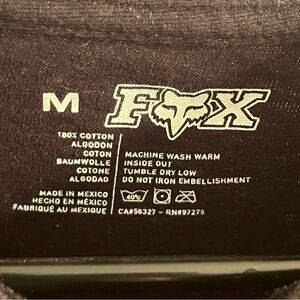 M FOX
100% COTTON
ALGODON
COTON
BAUMWOLLE
COTONE
ALGODAO
MACHINE WASH WARM
INSIDE OUT
TUMBLE DRY LOW
DO NOT IRON EMBELLISHMENT
MADE IN MEXICO
HECHO EN MÉXICO
FABRIQUÉ AU MEXIQUE
40°C
CA#56327 - RN#97275